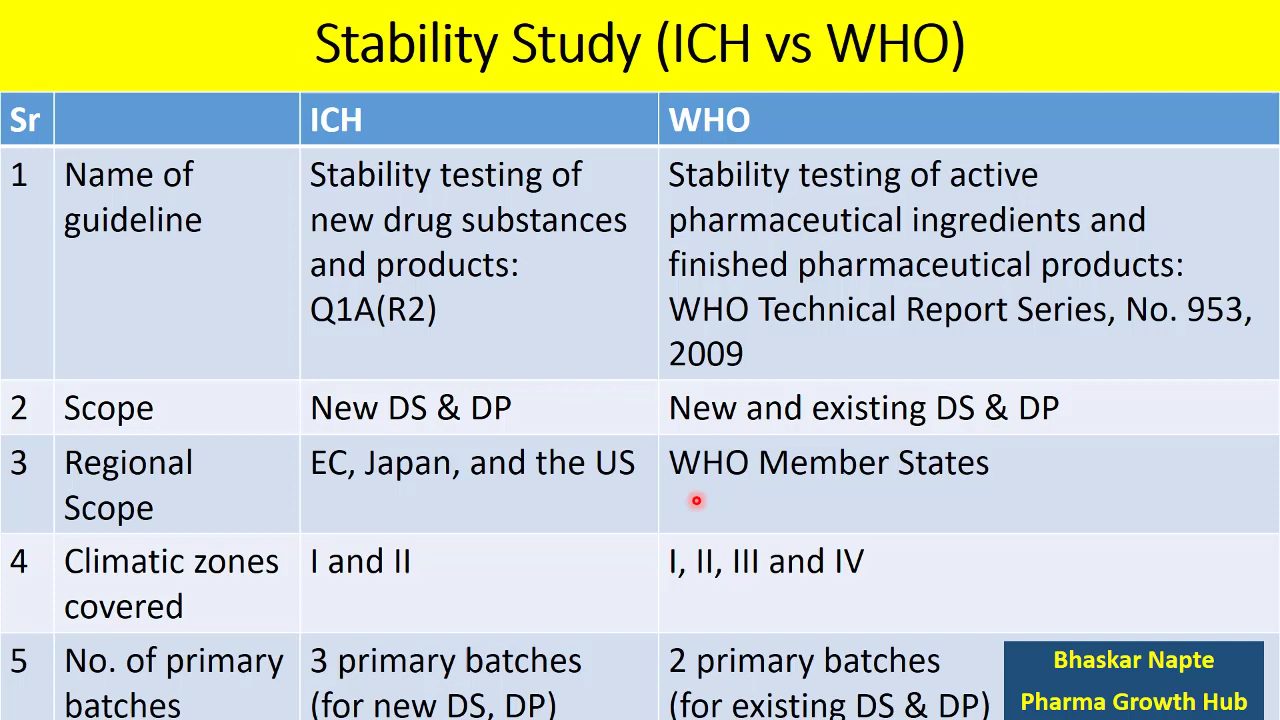 Stability Study (ICH vs WHO)
Sr ICH WHO
1 Name of guideline Stability testing of new drug substances and products: Q1A(R2) Stability testing of active pharmaceutical ingredients and finished pharmaceutical products: WHO Technical Report Series, No. 953, 2009
2 Scope New DS & DP New and existing DS & DP
3 Regional Scope EC, Japan, and the US WHO Member States
4 Climatic zones covered I and II I, II, III and IV
5 No. of primary batches 3 primary batches (for new DS, DP) 2 primary batches (for existing DS & DP)
Bhaskar Napte
Pharma Growth Hub